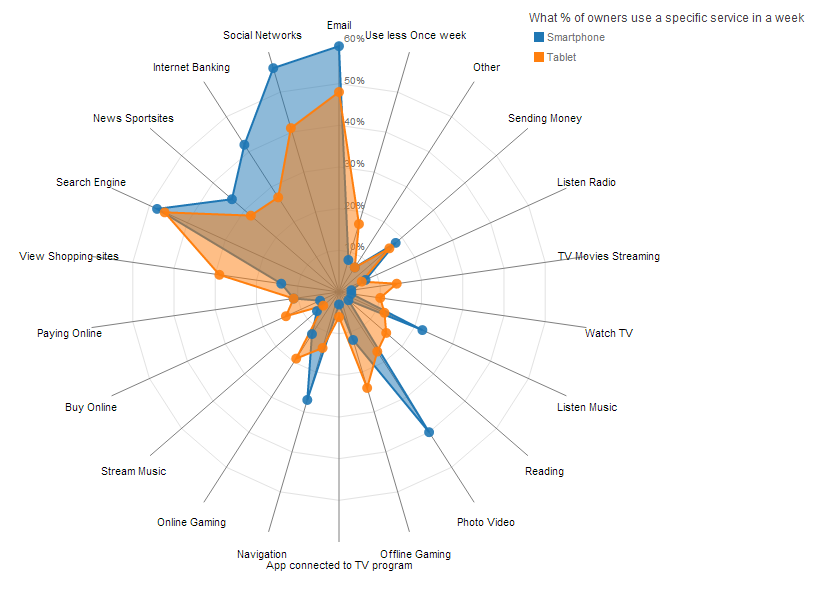 What % of owners use a specific service in a week
Smartphone
Tablet
Email
Social Networks
Use less Once week
60%
Internet Banking
Other
50%
News Sportsites
Sending Money
40%
30%
Search Engine
Listen Radio
20%
10%
View Shopping sites
TV Movies Streaming
Paying Online
Watch TV
Buy Online
Listen Music
Stream Music
Reading
Online Gaming
Photo Video
Navigation
Offline Gaming
App connected to TV program